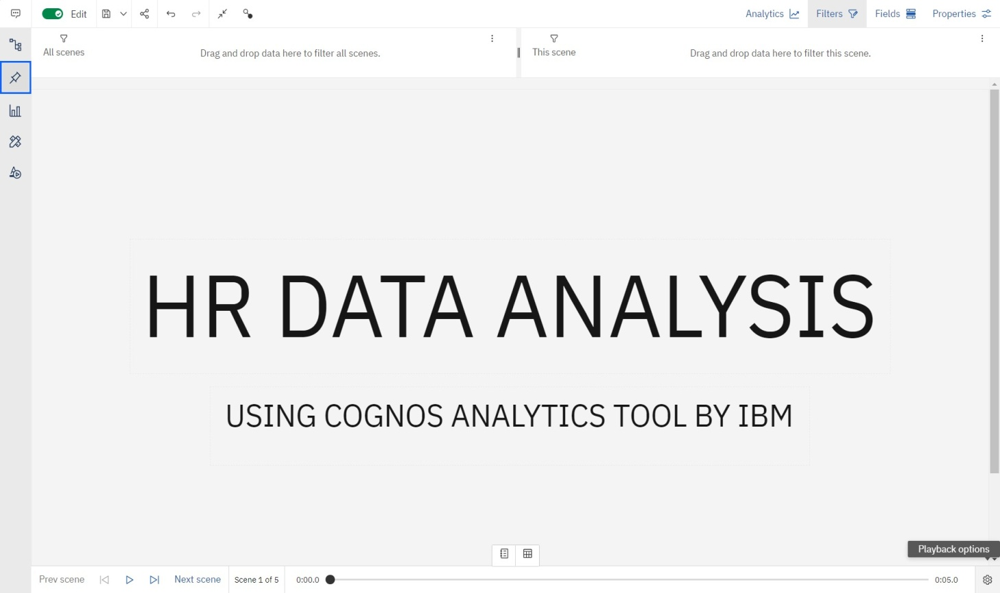 Edit
Analytics
Filters
Fields
Properties
All scenes
Drag and drop data here to filter all scenes.
This scene
Drag and drop data here to filter this scene.
HR DATA ANALYSIS
USING COGNOS ANALYTICS TOOL BY IBM
Playback options
Prev scene
Next scene
Scene 1 of 5
0:00.0
0:05.0